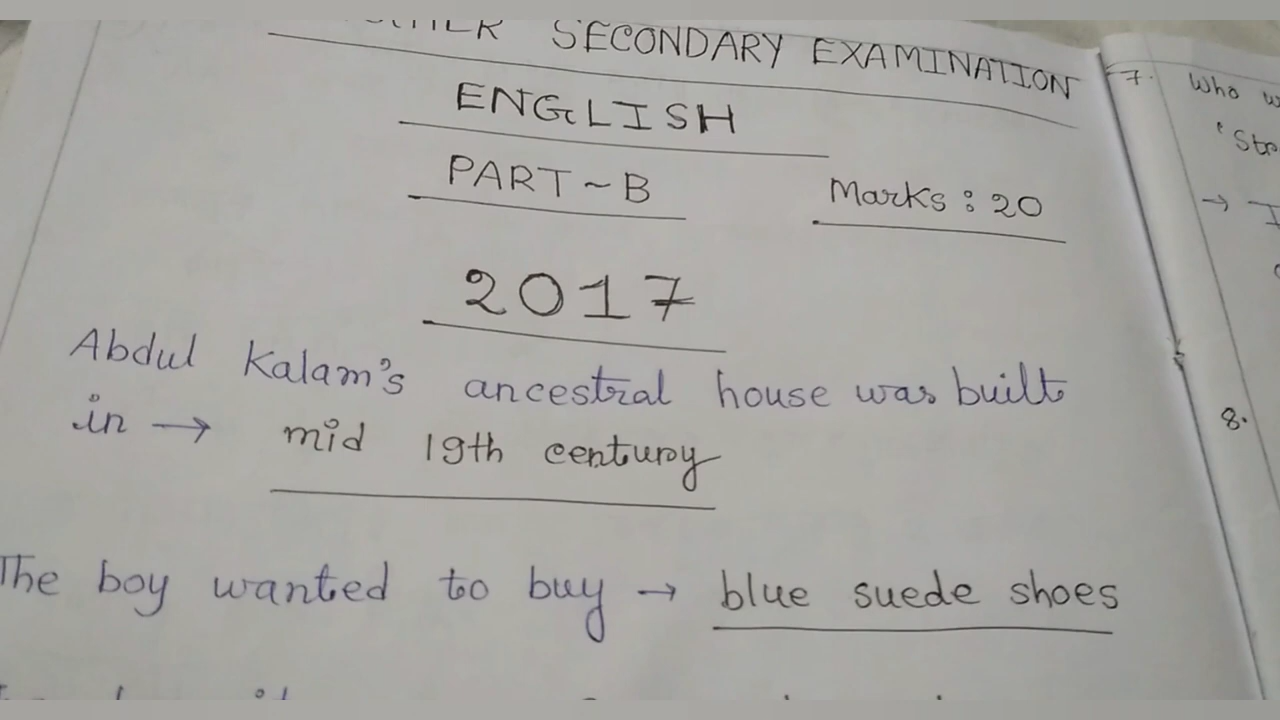 SECONDARY EXAMINATION
ENGLISH
PART-B
Marks : 20
2017
Abdul Kalam's ancestral house was built
in → mid 19th century
The boy wanted to buy → blue suede shoes
7. Who
→
8.